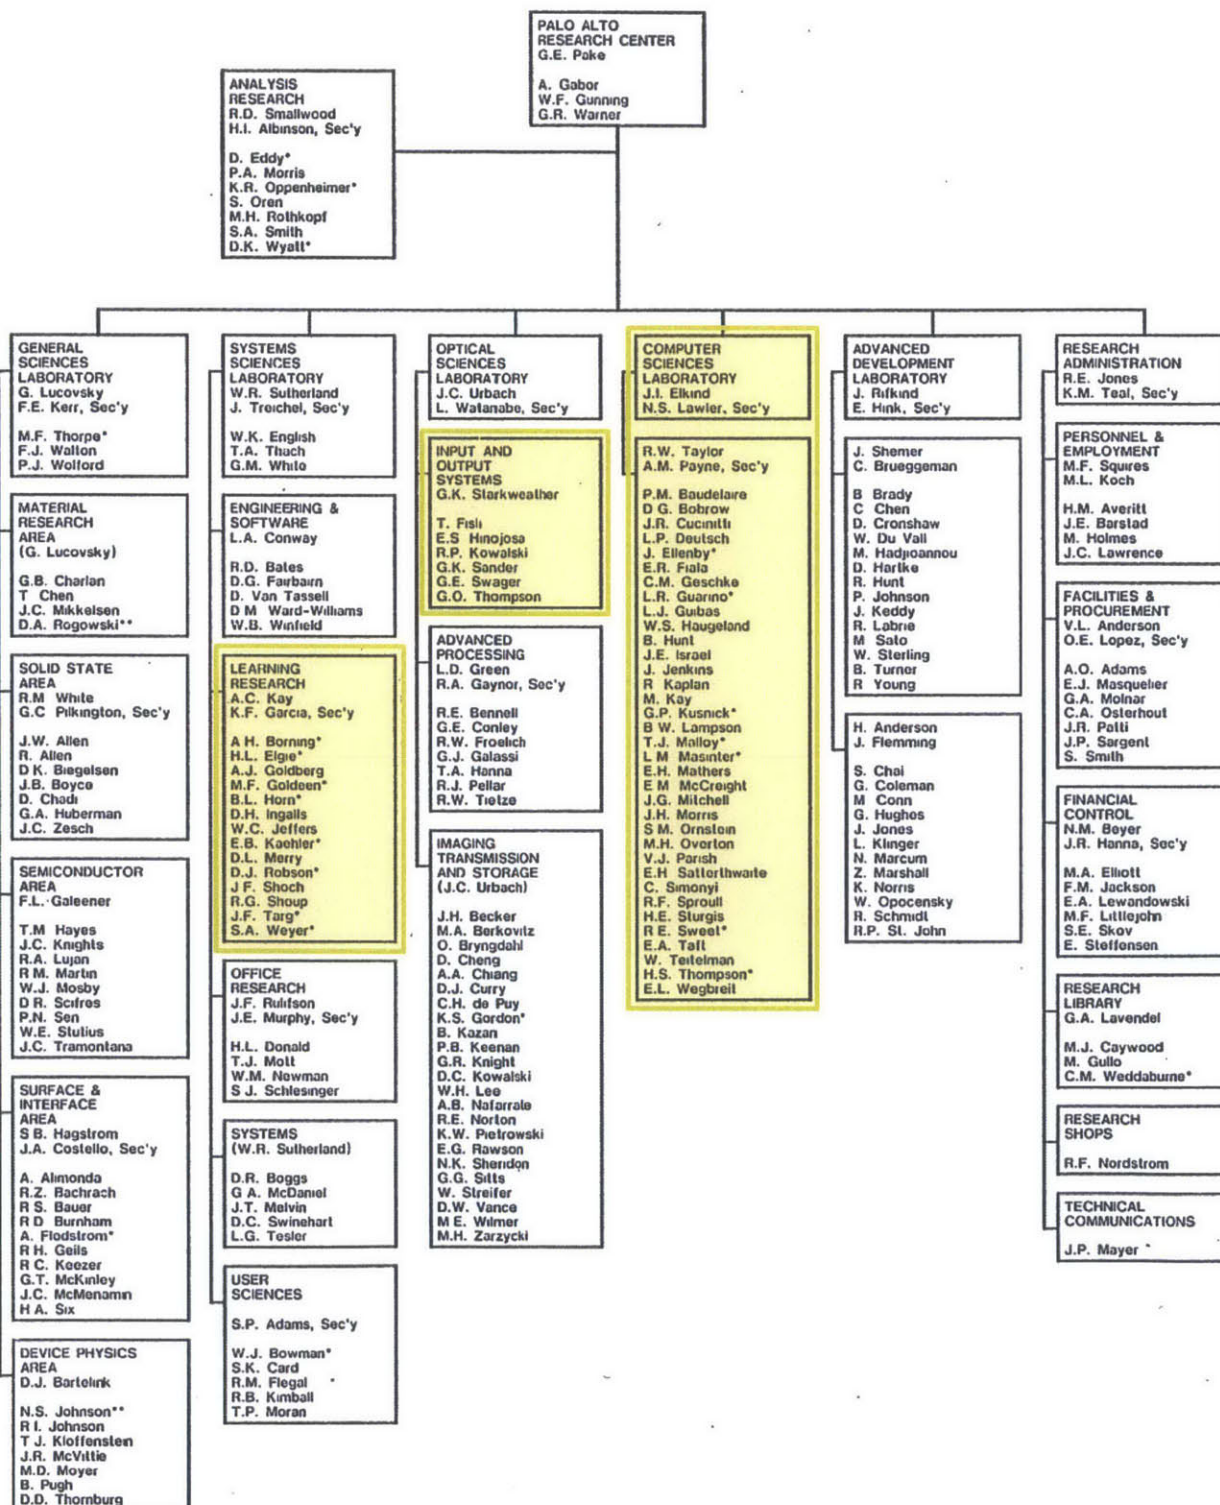 PALO ALTO
RESEARCH CENTER
G.E. Pake
A. Gabor
W.F. Gunning
G.R. Warner
ANALYSIS
RESEARCH
R.D. Smallwood
H.I. Albinson, Sec'y
D. Eddy*
P.A. Morris
K.R. Oppenheimer*
S. Oren
M.H. Rothkopf
S.A. Smith
D.K. Wyatt*
GENERAL
SCIENCES
LABORATORY
G. Lucovsky
F.E. Kerr, Sec'y
M.F. Thorpe*
F.J. Walton
P.J. Wolford
MATERIAL
RESEARCH
AREA
(G. Lucovsky)
G.B. Charlan
T Chen
J.C. Mikkelsen
D.A. Rogowski**
SOLID STATE
AREA
R.M White
G.C Pilkington, Sec'y
J.W. Allen
R. Allen
D K. Biegelsen
J.B. Boyce
D. Chadi
G.A. Huberman
J.C. Zesch
SEMICONDUCTOR
AREA
F.L. Galeener
T.M Hayes
J.C. Knights
R.A. Lujan
R M. Martin
W.J. Mosby
D R. Scifres
P.N. Sen
W.E. Stutius
J.C. Tramontana
SURFACE &
INTERFACE
AREA
S B. Hagstrom
J.A. Costello, Sec'y
A. Alimonda
R.Z. Bachrach
R S. Bauer
R D Burnham
A. Flodstrom*
R H. Geils
R C. Keezer
G.T. McKinley
J.C. McMenamin
H A. Six
DEVICE PHYSICS
AREA
D.J. Bartelink
N.S. Johnson**
R I. Johnson
T J. Kloffenstein
J.R. McVittie
M.D. Moyer
B. Pugh
D.D. Thornburg
SYSTEMS
SCIENCES
LABORATORY
W.R. Sutherland
J. Treichel, Sec'y
W.K. English
T.A. Thuch
G.M. White
ENGINEERING &
SOFTWARE
L.A. Conway
R.D. Bates
D.G. Fairbairn
D. Van Tassell
D M Ward-Williams
W.B. Winfield
LEARNING
RESEARCH
A.C. Kay
K.F. Garcia, Sec'y
A H. Borning*
H.L. Elgie*
A.J. Goldberg
M.F. Goldeen*
B.L. Horn*
D.H. Ingalls
W.C. Jeffers
E.B. Kaehler*
D.L. Merry
D.J. Robson*
J F. Shoch
R.G. Shoup
J.F. Targ*
S.A. Weyer*
OFFICE
RESEARCH
J.F. Rulifson
J.E. Murphy, Sec'y
H.L. Donald
T.J. Mott
W.M. Newman
S J. Schlesinger
SYSTEMS
(W.R. Sutherland)
D.R. Boggs
G A. McDaniel
J.T. Melvin
D.C. Swinehart
L.G. Tesler
USER
SCIENCES
S.P. Adams, Sec'y
W.J. Bowman*
S.K. Card
R.M. Flegal
R.B. Kimball
T.P. Moran
OPTICAL
SCIENCES
LABORATORY
J.C. Urbach
L. Watanabe, Sec'y
INPUT AND
OUTPUT
SYSTEMS
G.K. Starkweather
T. Fisli
E.S Hinojosa
R.P. Kowalski
G.K. Sander
G.E. Swager
G.O. Thompson
ADVANCED
PROCESSING
L.D. Green
R.A. Gaynor, Sec'y
R.E. Bennell
G.E. Conley
R.W. Froelich
G.J. Galassi
T.A. Hanna
R.J. Pellar
R.W. Tietze
IMAGING
TRANSMISSION
AND STORAGE
(J.C. Urbach)
J.H. Becker
M.A. Berkovitz
O. Bryngdahl
D. Cheng
A.A. Chiang
D.J. Curry
C.H. de Puy
K.S. Gordon*
B. Kazan
P.B. Keenan
G.R. Knight
D.C. Kowalski
W.H. Lee
A.B. Nafarrate
R.E. Norton
K.W. Pietrowski
E.G. Rawson
N.K. Sheridon
G.G. Sitts
W. Streifer
D.W. Vance
M E. Wilmer
M.H. Zarzycki
COMPUTER
SCIENCES
LABORATORY
J.I. Elkind
N.S. Lawler, Sec'y
R.W. Taylor
A.M. Payne, Sec'y
P.M. Baudelaire
D G. Bobrow
J.R. Cucinitti
L.P. Deutsch
J. Ellenby*
E.R. Fiala
C.M. Geschke
L.R. Guarino*
L.J. Guibas
W.S. Haugeland
B. Hunt
J.E. Israel
J. Jenkins
R Kaplan
M. Kay
G.P. Kusnick*
B W. Lampson
T.J. Malloy*
L M Masinter*
E.H. Mathers
E M McCreight
J.G. Mitchell
J.H. Morris
S M. Ornstein
M.H. Overton
V.J. Parish
E.H Satterthwaite
C. Simonyi
R.F. Sproull
H.E. Sturgis
R E. Sweet*
E.A. Taft
W. Teitelman
H.S. Thompson*
E.L. Wegbreit
ADVANCED
DEVELOPMENT
LABORATORY
J. Rifkind
E. Hink, Sec'y
J. Shemer
C. Brueggeman
B Brady
C Chen
D. Cronshaw
W. Du Vall
M. Hadjioannou
D. Hartke
R. Hunt
P. Johnson
J. Keddy
R. Labrie
M Sato
W. Sterling
B. Turner
R Young
H. Anderson
J. Flemming
S. Chai
G. Coleman
M Conn
G. Hughes
J. Jones
L. Klinger
N. Marcum
Z. Marshall
K. Norris
W. Opocensky
R. Schmidt
R.P. St. John
RESEARCH
ADMINISTRATION
R.E. Jones
K.M. Teal, Sec'y
PERSONNEL &
EMPLOYMENT
M.F. Squires
M.L. Koch
H.M. Averitt
J.E. Barstad
M. Holmes
J.C. Lawrence
FACILITIES &
PROCUREMENT
V.L. Anderson
O.E. Lopez, Sec'y
A.O. Adams
E.J. Masquelier
G.A. Molnar
C.A. Osterhout
J.R. Patti
J.P. Sargent
S. Smith
FINANCIAL
CONTROL
N.M. Beyer
J.R. Hanna, Sec'y
M.A. Elliott
F.M. Jackson
E.A. Lewandowski
M.F. Littlejohn
S.E. Skov
E. Steffensen
RESEARCH
LIBRARY
G.A. Lavendel
M.J. Caywood
M. Gullo
C.M. Weddaburne*
RESEARCH
SHOPS
R.F. Nordstrom
TECHNICAL
COMMUNICATIONS
J.P. Mayer *